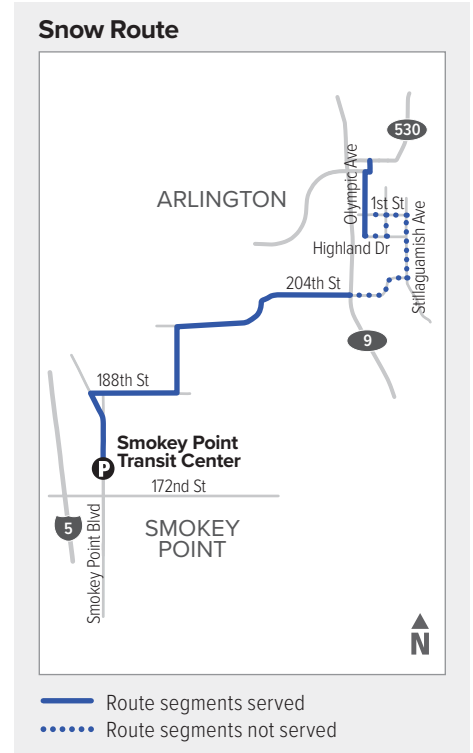 Snow Route
530
Olympic Ave
ARLINGTON
1st St
Highland Dr
Stillaguamish Ave
204th St
9
188th St
Smokey Point
Transit Center
P
172nd St
5
Smokey Point Blvd
SMOKEY
POINT
N
Route segments served
Route segments not served